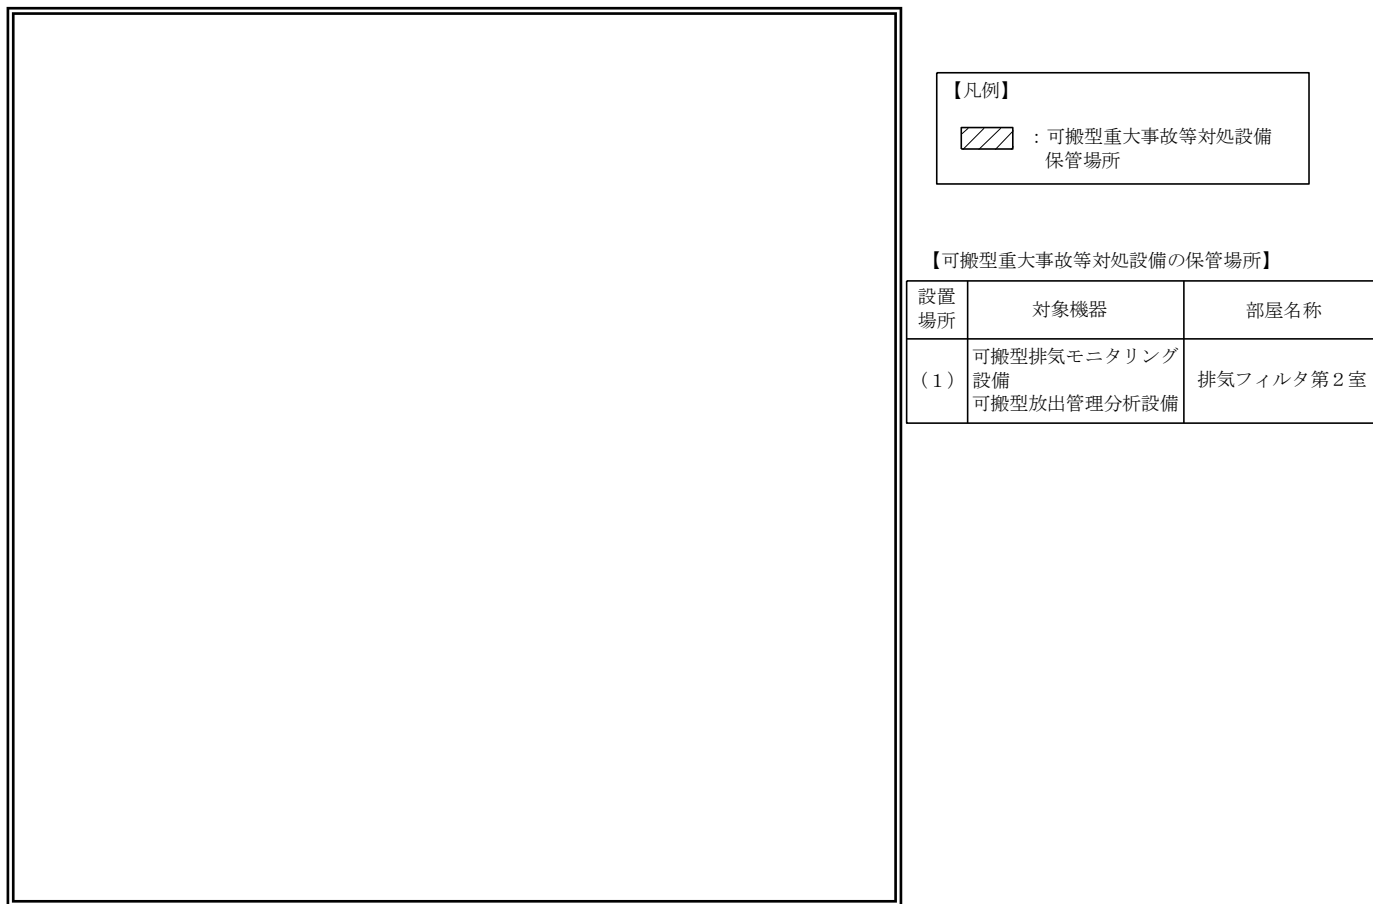 【凡例】
：可搬型重大事故等対処設備
保管場所
【可搬型重大事故等対処設備の保管場所】
設置
場所
対象機器
部屋名称
（１）
可搬型排気モニタリング
設備
可搬型放出管理分析設備
排気フィルタ第２室